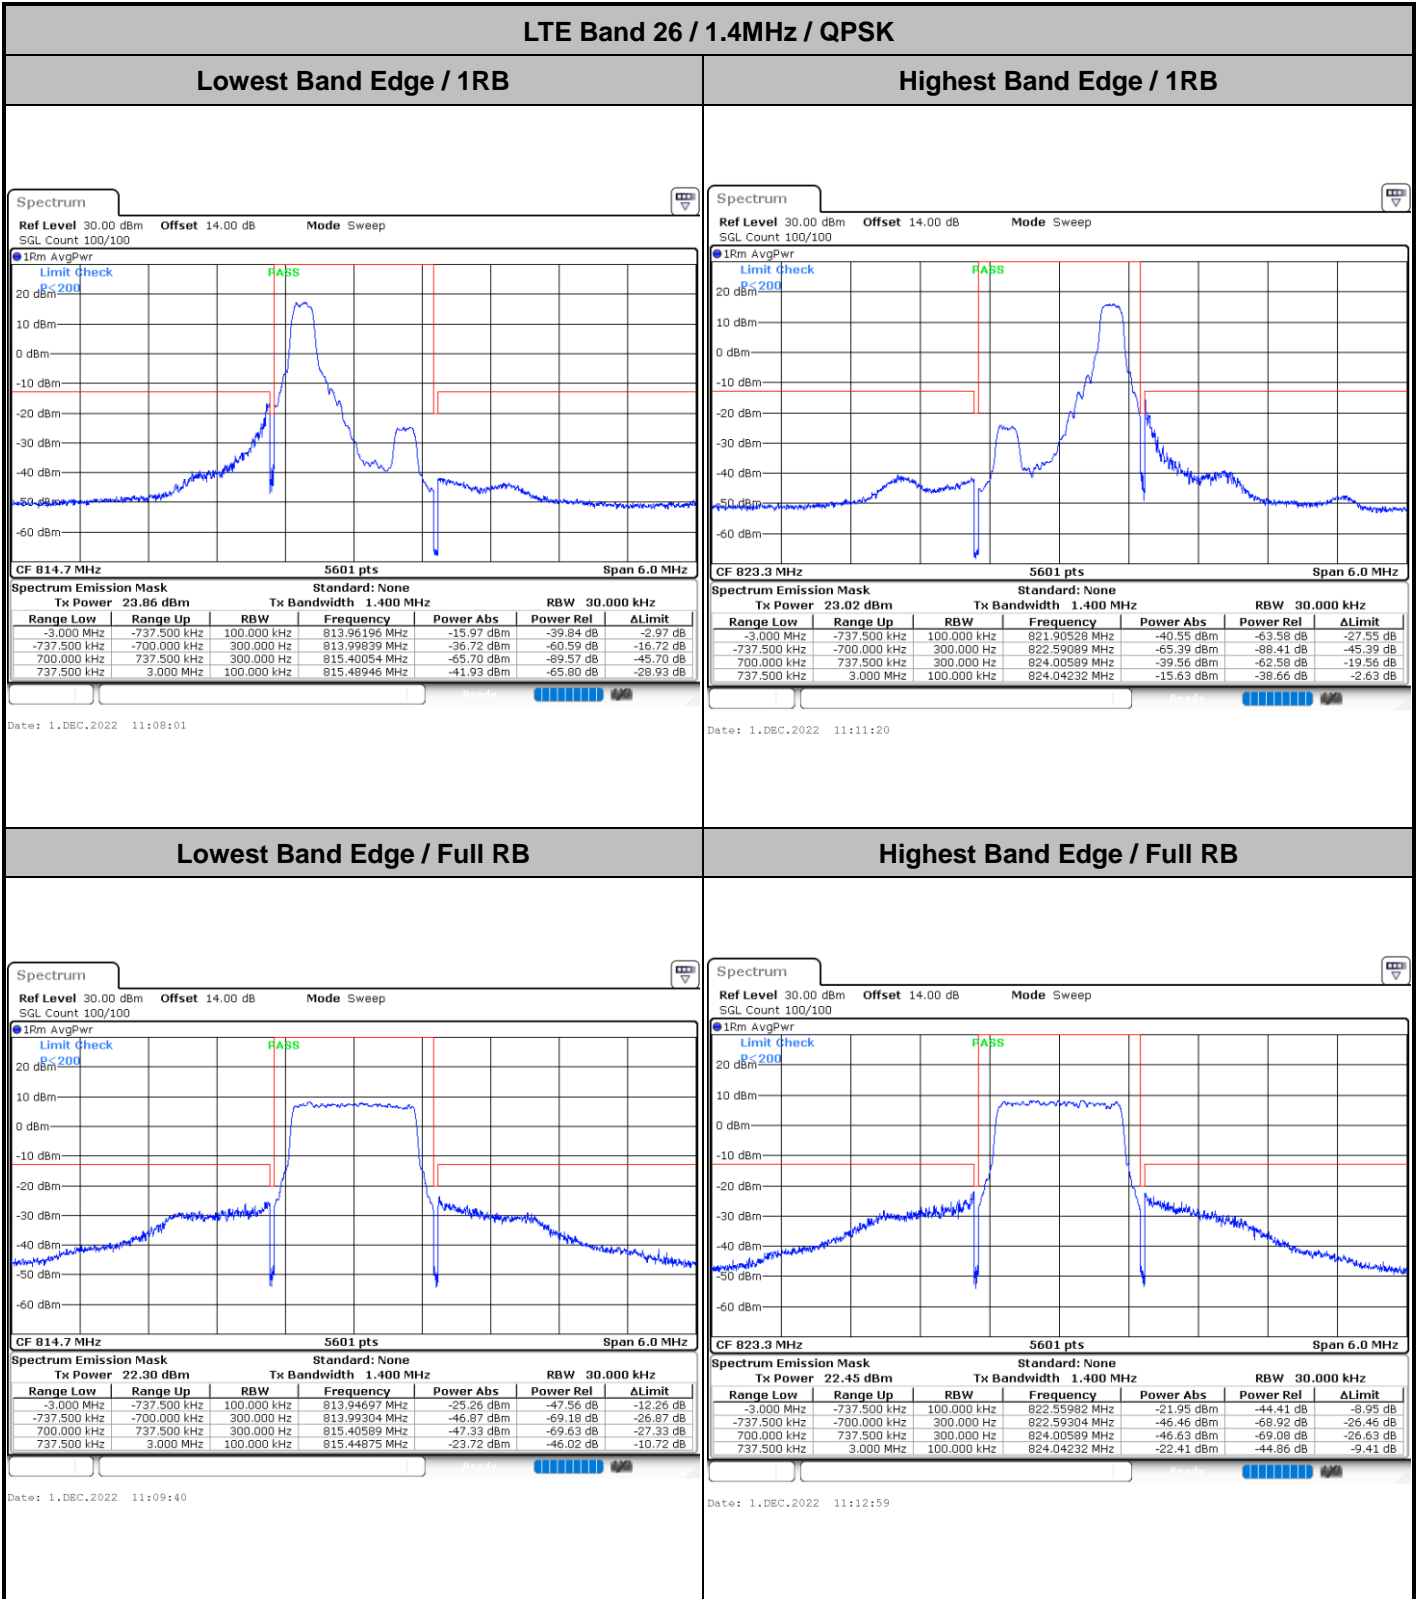 LTE Band 26 / 1.4MHz / QPSK
Lowest Band Edge / 1RB
Highest Band Edge / 1RB
Spectrum
Ref Level 30.00 dBm Offset 14.00 dB Mode Sweep
SGL Count 100/100
1Rm AvgPwr
Limit Check PASS
P<200
20 dBm
10 dBm
0 dBm
-10 dBm
-20 dBm
-30 dBm
-40 dBm
-50 dBm
-60 dBm
CF 814.7 MHz 5601 pts Span 6.0 MHz
Spectrum Emission Mask Standard: None
Tx Power 23.86 dBm Tx Bandwidth 1.400 MHz RBW 30.000 kHz
Range Low Range Up RBW Frequency Power Abs Power Rel ΔLimit
-3.000 MHz -737.500 kHz 100.000 kHz 813.96196 MHz -15.97 dBm -39.84 dB -2.97 dB
-737.500 kHz -700.000 kHz 300.000 Hz 813.99839 MHz -36.72 dBm -60.59 dB -16.72 dB
700.000 kHz 737.500 kHz 300.000 Hz 815.40054 MHz -65.70 dBm -89.57 dB -45.70 dB
737.500 kHz 3.000 MHz 100.000 kHz 815.48946 MHz -41.93 dBm -65.80 dB -28.93 dB
Ready
Date: 1.DEC.2022 11:08:01
Spectrum
Ref Level 30.00 dBm Offset 14.00 dB Mode Sweep
SGL Count 100/100
1Rm AvgPwr
Limit Check PASS
P<200
20 dBm
10 dBm
0 dBm
-10 dBm
-20 dBm
-30 dBm
-40 dBm
-50 dBm
-60 dBm
CF 823.3 MHz 5601 pts Span 6.0 MHz
Spectrum Emission Mask Standard: None
Tx Power 23.02 dBm Tx Bandwidth 1.400 MHz RBW 30.000 kHz
Range Low Range Up RBW Frequency Power Abs Power Rel ΔLimit
-3.000 MHz -737.500 kHz 100.000 kHz 821.90528 MHz -40.55 dBm -63.58 dB -27.55 dB
-737.500 kHz -700.000 kHz 300.000 Hz 822.59089 MHz -65.39 dBm -88.41 dB -45.39 dB
700.000 kHz 737.500 kHz 300.000 Hz 824.00589 MHz -39.56 dBm -62.58 dB -19.56 dB
737.500 kHz 3.000 MHz 100.000 kHz 824.04232 MHz -15.63 dBm -38.66 dB -2.63 dB
Ready
Date: 1.DEC.2022 11:11:20
Lowest Band Edge / Full RB
Highest Band Edge / Full RB
Spectrum
Ref Level 30.00 dBm Offset 14.00 dB Mode Sweep
SGL Count 100/100
1Rm AvgPwr
Limit Check PASS
P<200
20 dBm
10 dBm
0 dBm
-10 dBm
-20 dBm
-30 dBm
-40 dBm
-50 dBm
-60 dBm
CF 814.7 MHz 5601 pts Span 6.0 MHz
Spectrum Emission Mask Standard: None
Tx Power 22.30 dBm Tx Bandwidth 1.400 MHz RBW 30.000 kHz
Range Low Range Up RBW Frequency Power Abs Power Rel ΔLimit
-3.000 MHz -737.500 kHz 100.000 kHz 813.94697 MHz -25.26 dBm -47.56 dB -12.26 dB
-737.500 kHz -700.000 kHz 300.000 Hz 813.99304 MHz -46.87 dBm -69.18 dB -26.87 dB
700.000 kHz 737.500 kHz 300.000 Hz 815.40589 MHz -47.33 dBm -69.63 dB -27.33 dB
737.500 kHz 3.000 MHz 100.000 kHz 815.44875 MHz -23.72 dBm -46.02 dB -10.72 dB
Ready
Date: 1.DEC.2022 11:09:40
Spectrum
Ref Level 30.00 dBm Offset 14.00 dB Mode Sweep
SGL Count 100/100
1Rm AvgPwr
Limit Check PASS
P<200
20 dBm
10 dBm
0 dBm
-10 dBm
-20 dBm
-30 dBm
-40 dBm
-50 dBm
-60 dBm
CF 823.3 MHz 5601 pts Span 6.0 MHz
Spectrum Emission Mask Standard: None
Tx Power 22.45 dBm Tx Bandwidth 1.400 MHz RBW 30.000 kHz
Range Low Range Up RBW Frequency Power Abs Power Rel ΔLimit
-3.000 MHz -737.500 kHz 100.000 kHz 822.55982 MHz -21.95 dBm -44.41 dB -8.95 dB
-737.500 kHz -700.000 kHz 300.000 Hz 822.59304 MHz -46.46 dBm -68.92 dB -26.46 dB
700.000 kHz 737.500 kHz 300.000 Hz 824.00589 MHz -46.63 dBm -69.08 dB -26.63 dB
737.500 kHz 3.000 MHz 100.000 kHz 824.04232 MHz -22.41 dBm -44.86 dB -9.41 dB
Ready
Date: 1.DEC.2022 11:12:59